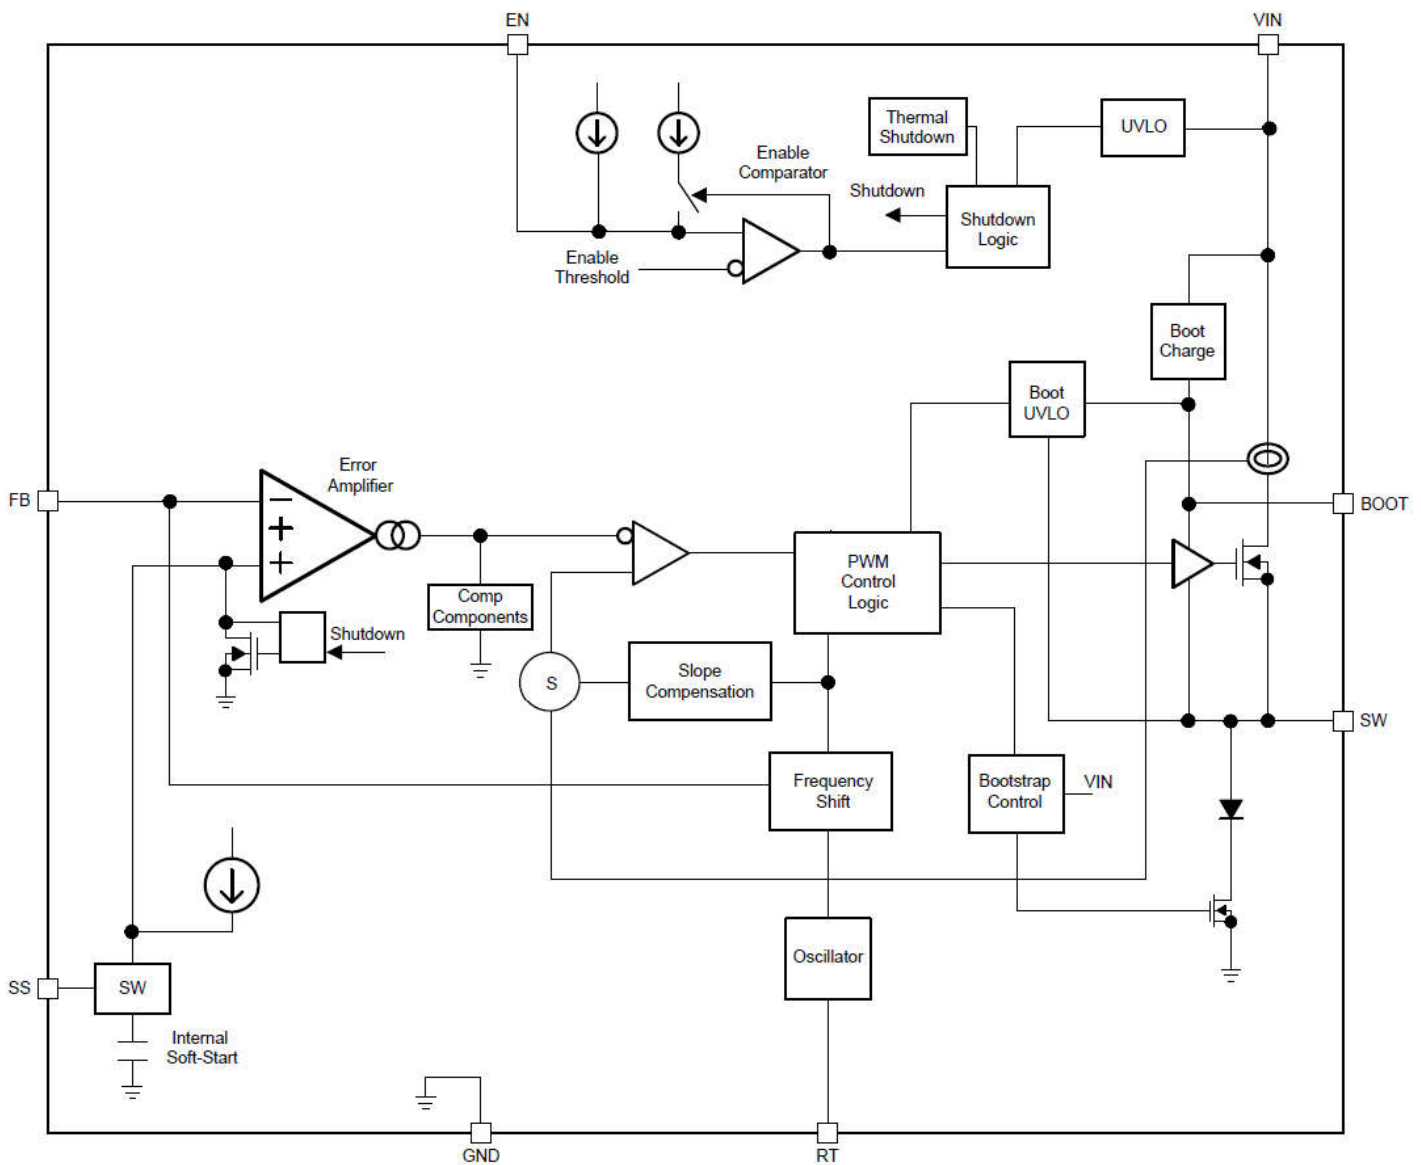 EN
VIN
Thermal
Shutdown
UVLO
Enable
Comparator
Shutdown
Shutdown
Logic
Enable
Threshold
Boot
Charge
Boot
UVLO
Error
Amplifier
FB
BOOT
PWM
Control
Logic
Comp
Components
Shutdown
Slope
Compensation
S
SW
Frequency
Shift
Bootstrap
Control
VIN
Oscillator
SS
SW
Internal
Soft-Start
GND
RT